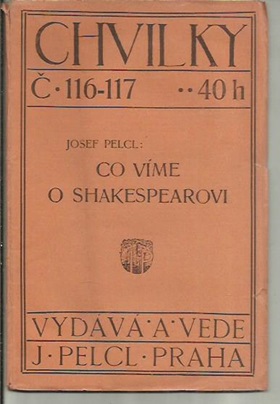 CHVILKY
Č·116-117 ··40 h
JOSEF PELCL:
CO VÍME
O SHAKESPEAROVI
VYDÁVÁ·A·VEDE
J·PELCL·PRAHA